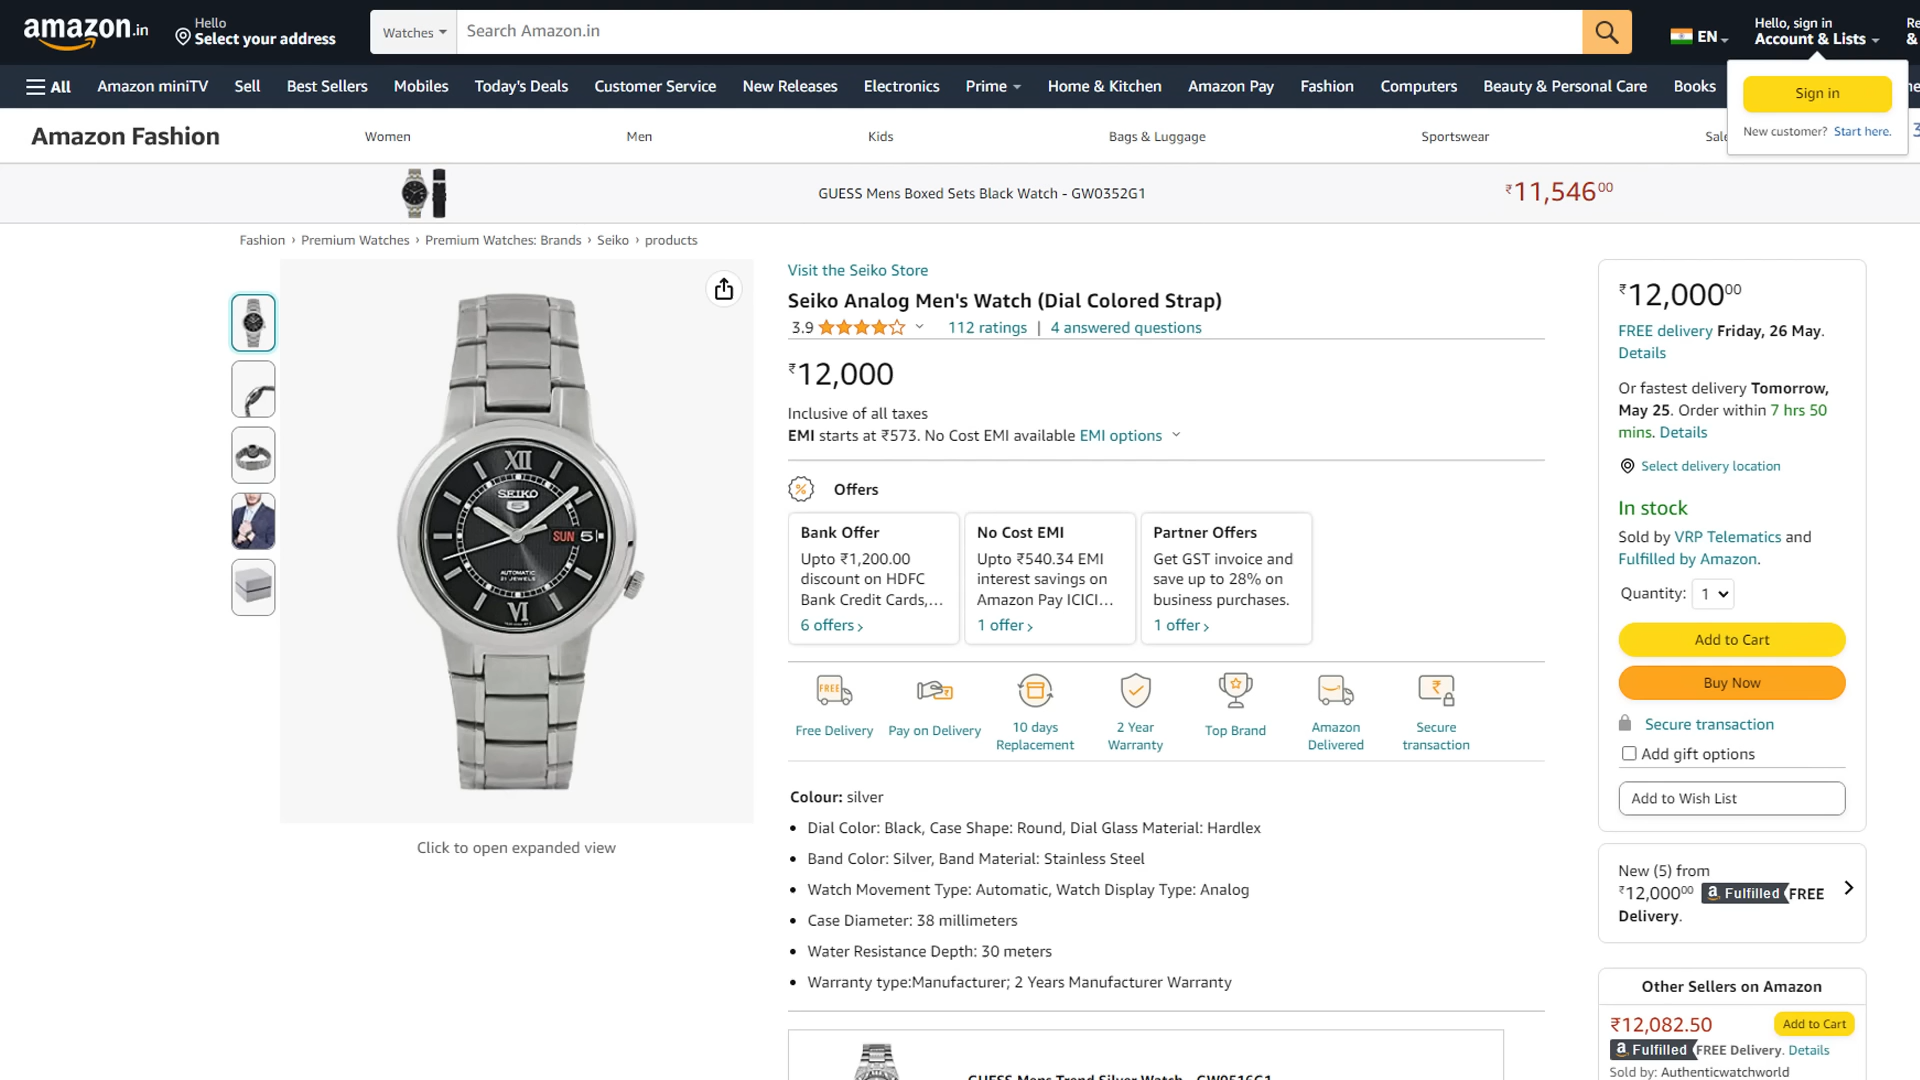 amazon.in
Hello
Select your address
Watches
Search Amazon.in
EN
Hello, sign in
Account & Lists
&
All
Amazon miniTV
Sell
Best Sellers
Mobiles
Today's Deals
Customer Service
New Releases
Electronics
Prime
Home & Kitchen
Amazon Pay
Fashion
Computers
Beauty & Personal Care
Books
Sign in
New customer? Start here.
Amazon Fashion
Women
Men
Kids
Bags & Luggage
Sportswear
GUESS Mens Boxed Sets Black Watch - GW0352G1
₹11,54600
Fashion › Premium Watches › Premium Watches: Brands › Seiko › products
XII
SEIKO
5
SUN 5
AUTOMATIC
21 JEWELS
VI
Click to open expanded view
Visit the Seiko Store
Seiko Analog Men's Watch (Dial Colored Strap)
3.9 112 ratings | 4 answered questions
₹12,000
Inclusive of all taxes
EMI starts at ₹573. No Cost EMI available EMI options
Offers
Bank Offer
Upto ₹1,200.00
discount on HDFC
Bank Credit Cards,...
6 offers ›
No Cost EMI
Upto ₹540.34 EMI
interest savings on
Amazon Pay ICICI...
1 offer ›
Partner Offers
Get GST invoice and
save up to 28% on
business purchases.
1 offer ›
FREE
Free Delivery
Pay on Delivery
10 days
Replacement
2 Year
Warranty
Top Brand
Amazon
Delivered
Secure
transaction
Colour: silver
• Dial Color: Black, Case Shape: Round, Dial Glass Material: Hardlex
• Band Color: Silver, Band Material: Stainless Steel
• Watch Movement Type: Automatic, Watch Display Type: Analog
• Case Diameter: 38 millimeters
• Water Resistance Depth: 30 meters
• Warranty type:Manufacturer; 2 Years Manufacturer Warranty
GUESS Mens Trend Silver Watch - GW0516G1
₹12,00000
FREE delivery Friday, 26 May.
Details
Or fastest delivery Tomorrow,
May 25. Order within 7 hrs 50
mins. Details
Select delivery location
In stock
Sold by VRP Telematics and
Fulfilled by Amazon.
Quantity: 1
Add to Cart
Buy Now
Secure transaction
Add gift options
Add to Wish List
New (5) from
₹12,00000 a Fulfilled FREE
Delivery.
Other Sellers on Amazon
₹12,082.50
Add to Cart
a Fulfilled FREE Delivery. Details
Sold by: Authenticwatchworld